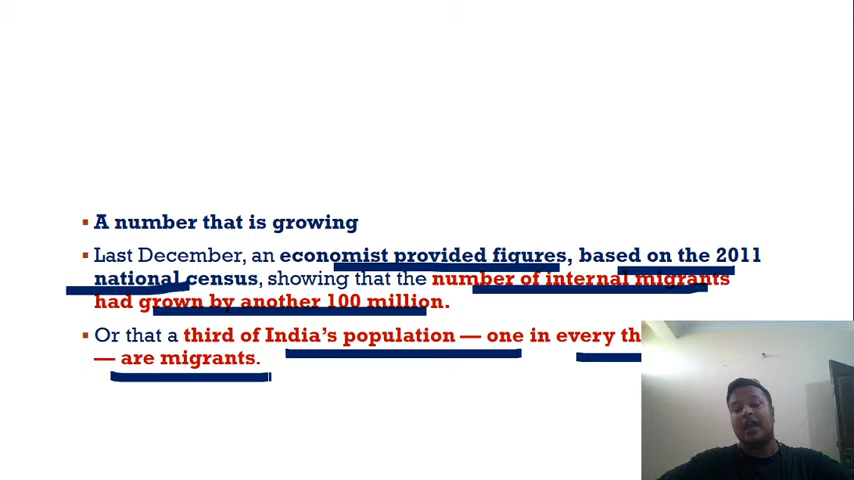 ▪ A number that is growing
▪ Last December, an economist provided figures, based on the 2011
national census, showing that the number of internal migrants
had grown by another 100 million.
▪ Or that a third of India's population — one in every
— are migrants.